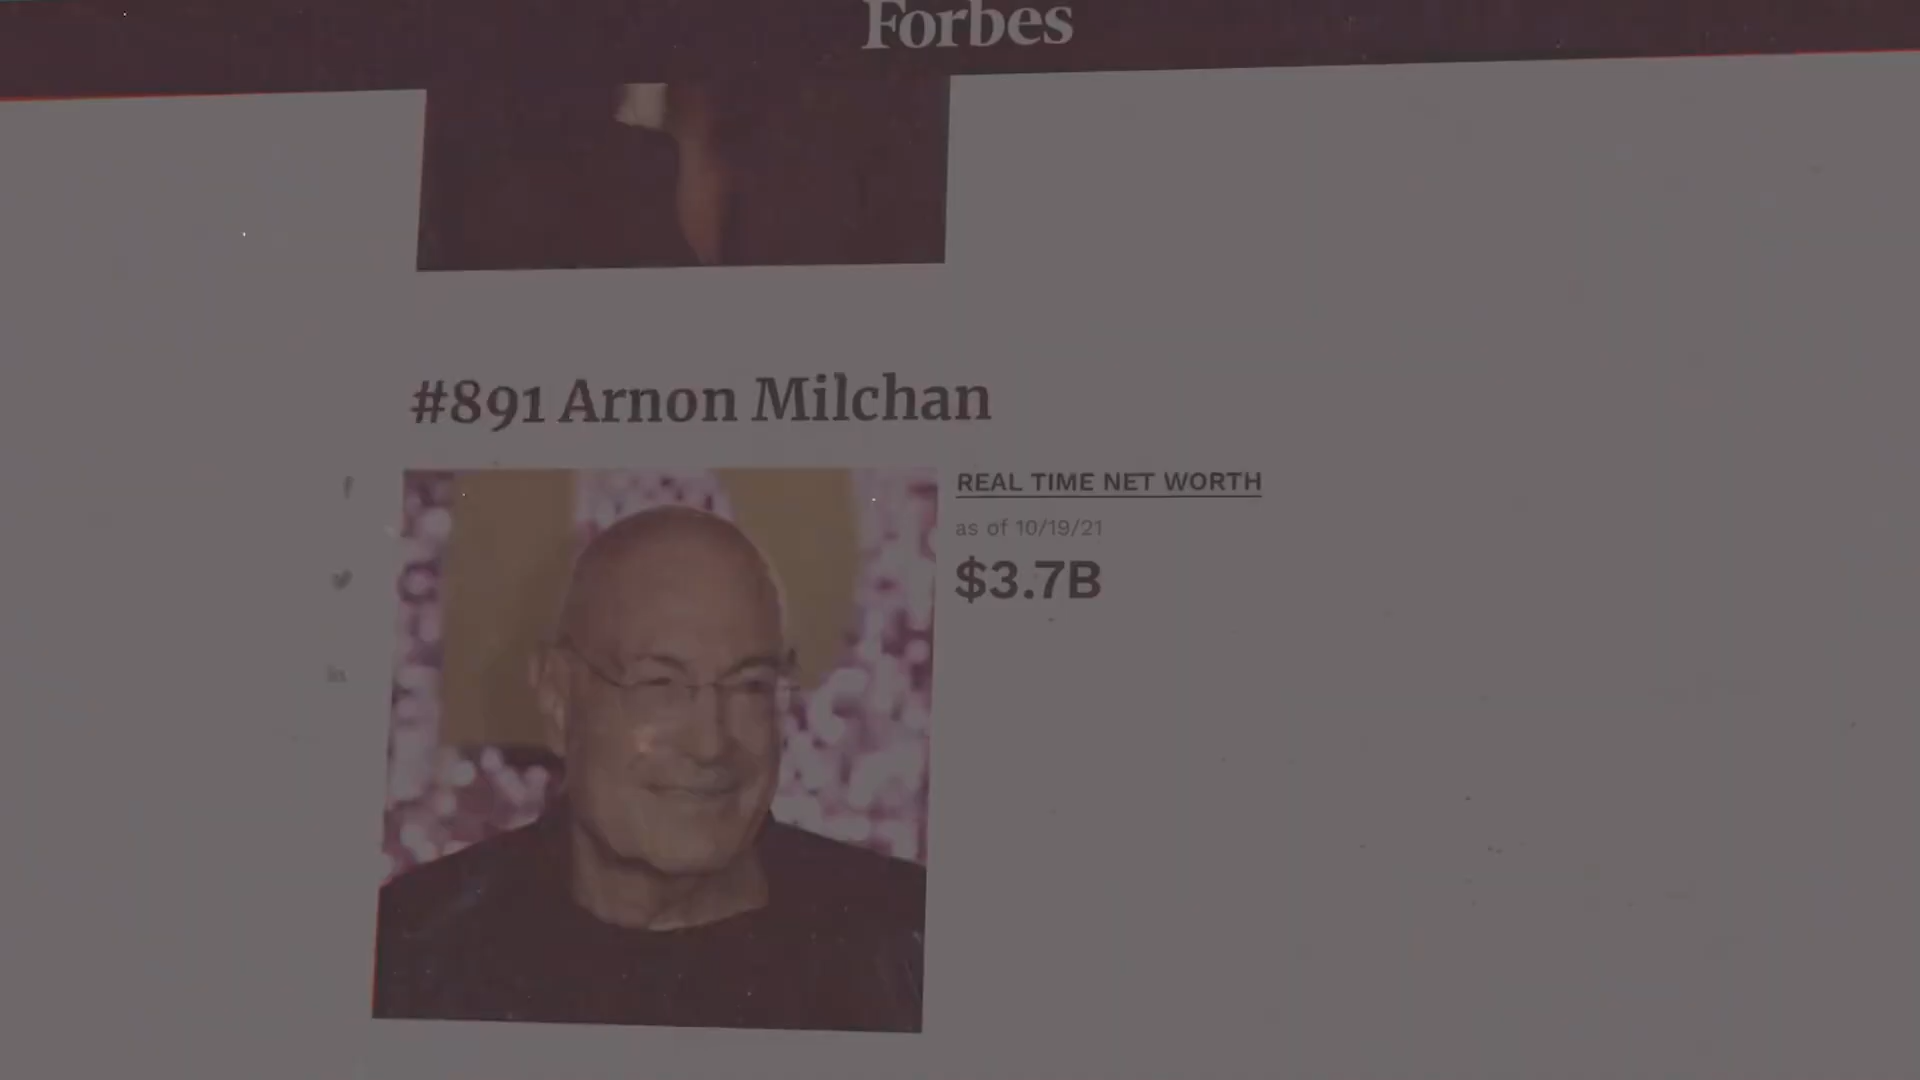 Forbes
#891 Arnon Milchan
REAL TIME NET WORTH
as of 10/19/21
$3.7B